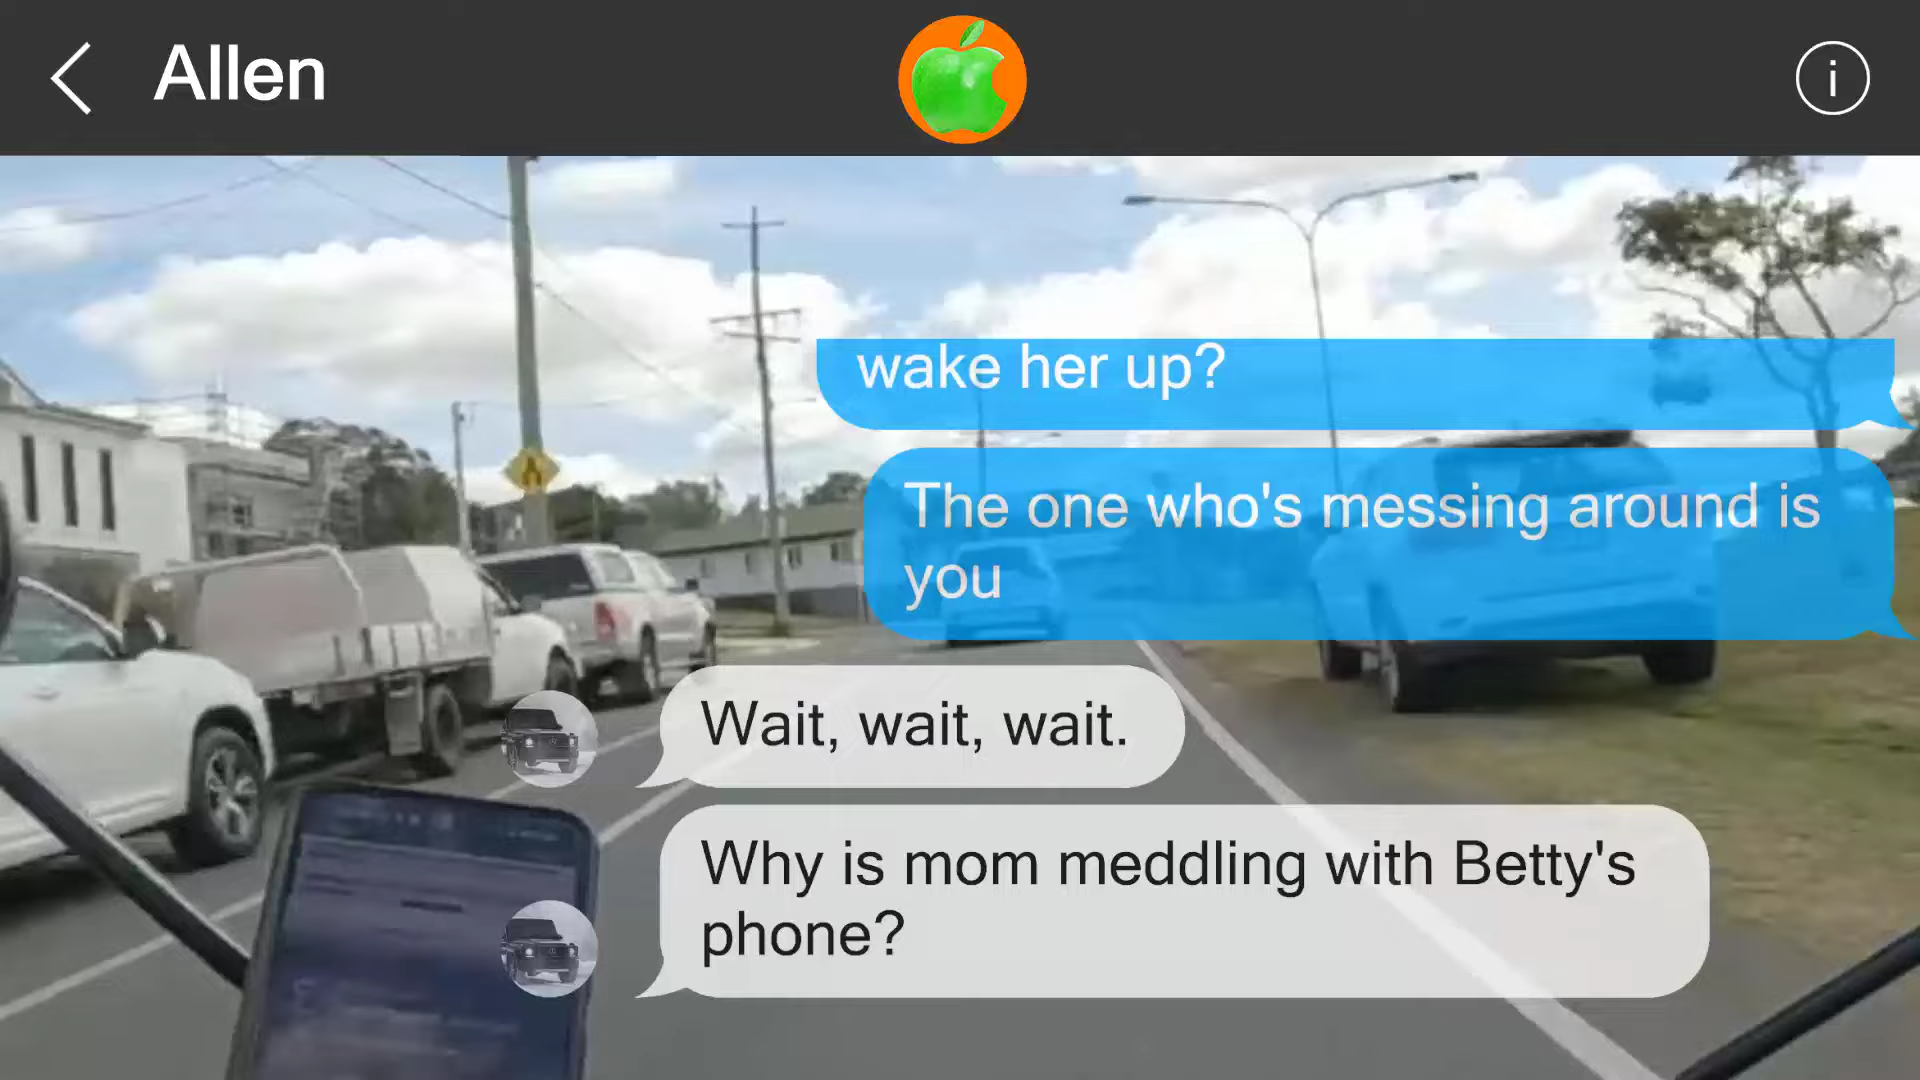 Allen
wake her up?
The one who's messing around is
you
Wait, wait, wait.
Why is mom meddling with Betty's
phone?